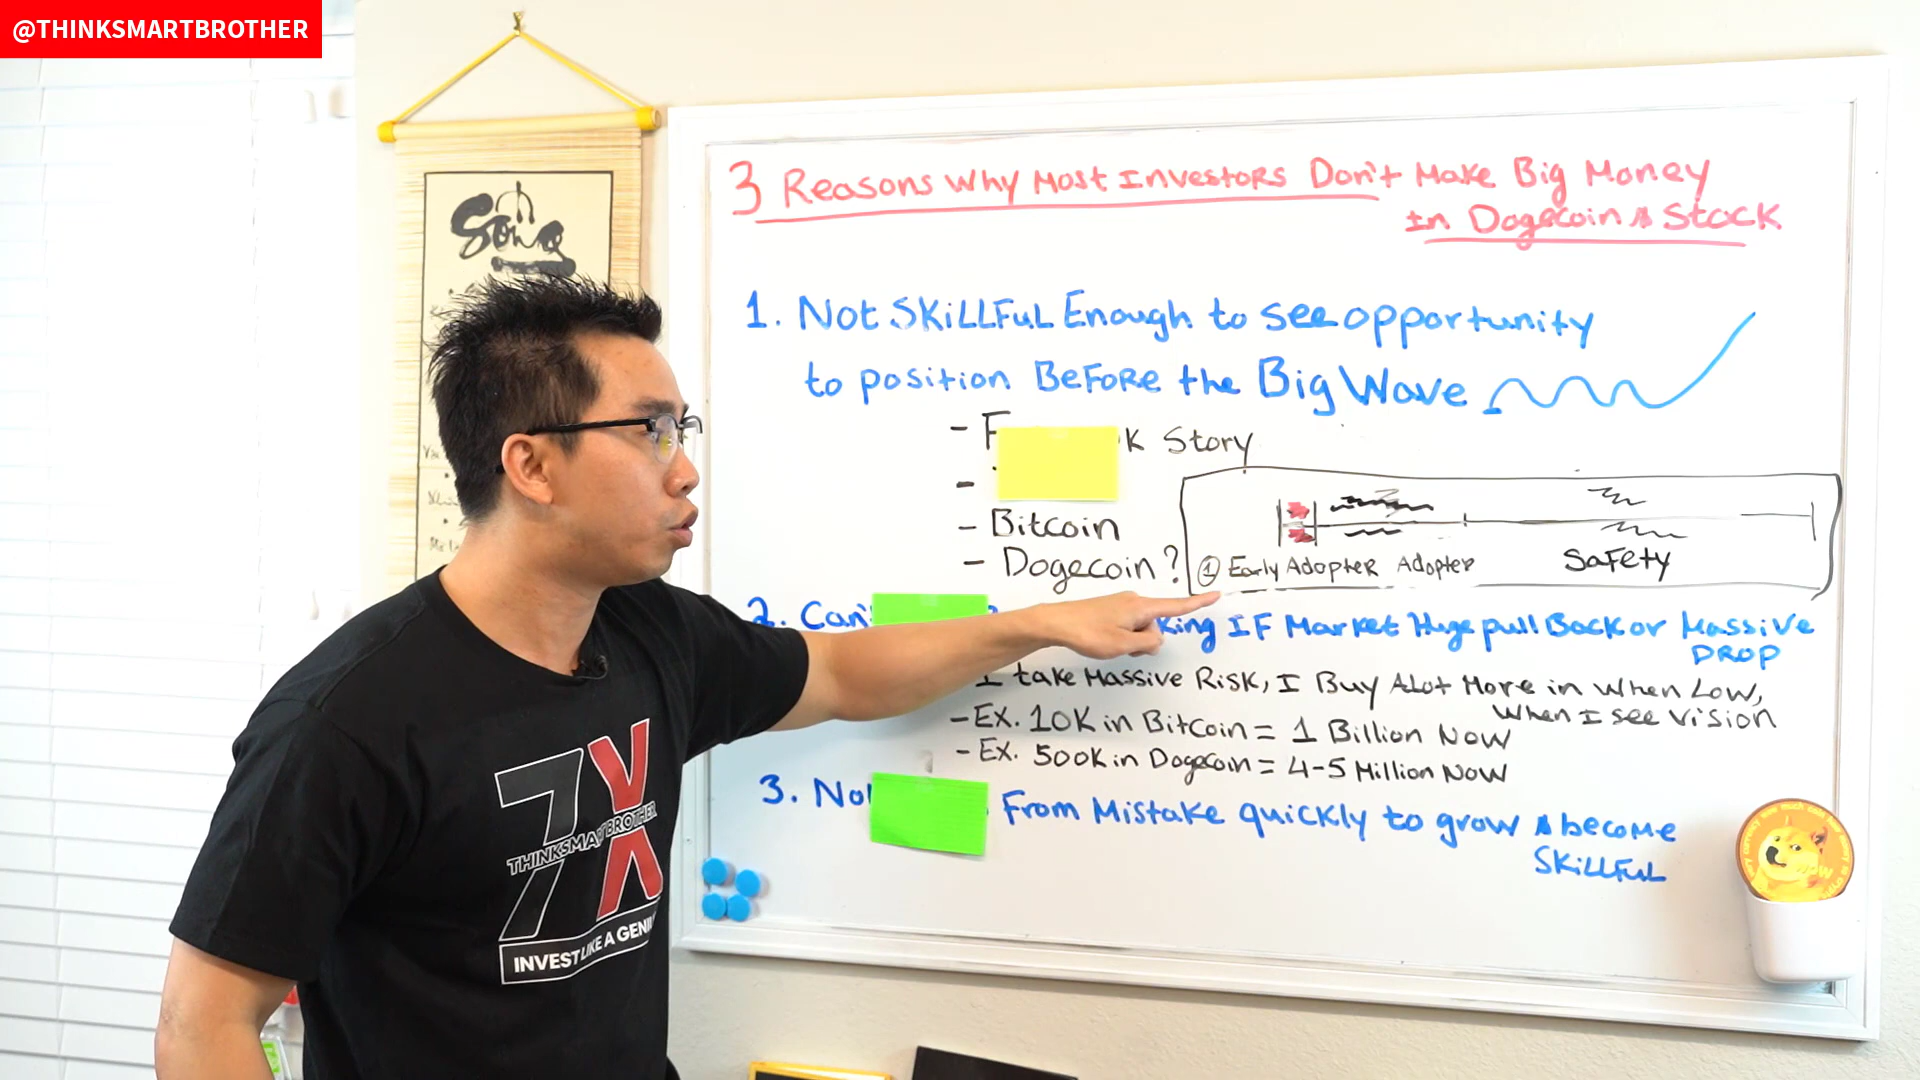 @THINKSMARTBROTHER
3 Reasons Why Most Investors Don't Make Big Money
In Dogecoin & Stock
1. Not Skillful Enough to see opportunity
to position Before the Big Wave
- Story
-
- Bitcoin
- Dogecoin?
① Early Adopter Adopter Safety
2. IF Market Huge pull Back or Massive
DROP
I take Massive Risk, I Buy Alot More in When Low,
When I see Vision
- EX. 10K in Bitcoin = 1 Billion Now
- EX. 500K in Dogecoin = 4-5 Million Now
3. From Mistake quickly to grow & become
Skillful
7X
THINKSMARTBROTHER
INVEST LIKE A GENI
Song
WOW